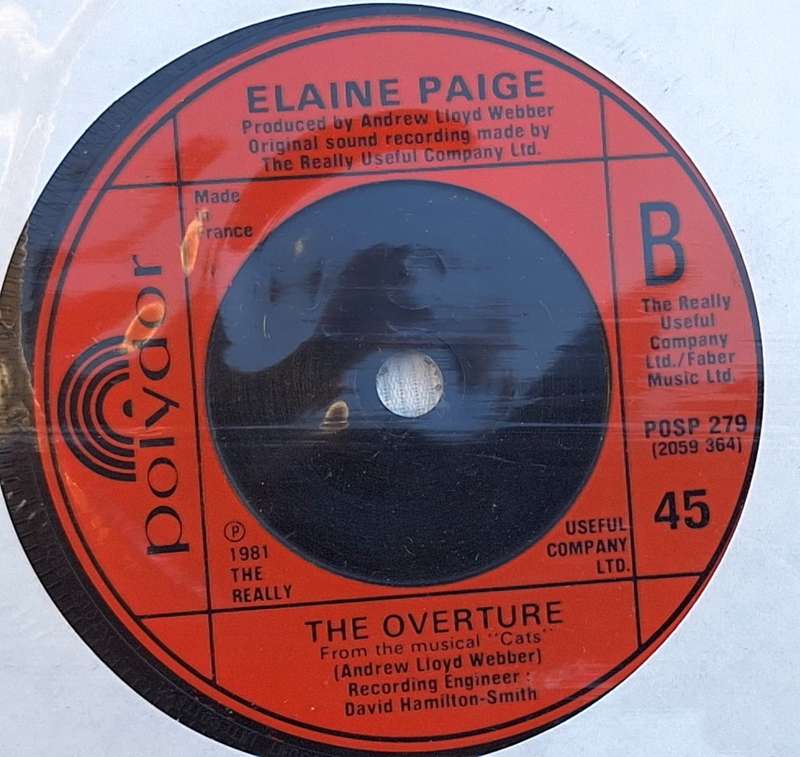 ELAINE PAIGE
Produced by Andrew Lloyd Webber
Original sound recording made by
The Really Useful Company Ltd.
Made
in
France
polydor
B
The Really
Useful
Company
Ltd./Faber
Music Ltd.
POSP 279
(2059 364)
45
℗
1981
THE
REALLY
USEFUL
COMPANY
LTD.
THE OVERTURE
From the musical "Cats"
(Andrew Lloyd Webber)
Recording Engineer :
David Hamilton-Smith